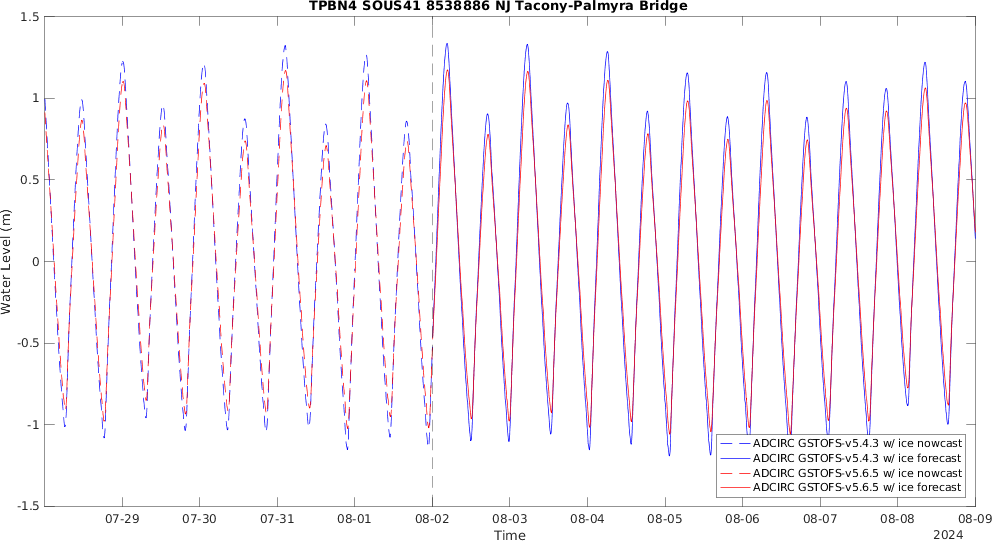 TPBN4 SOUS41 8538886 NJ Tacony-Palmyra Bridge
1.5
1
0.5
0
-0.5
-1
-1.5
Water Level (m)
ADCIRC GSTOFS-v5.4.3 w/ ice nowcast
ADCIRC GSTOFS-v5.4.3 w/ ice forecast
ADCIRC GSTOFS-v5.6.5 w/ ice nowcast
ADCIRC GSTOFS-v5.6.5 w/ ice forecast
07-29 07-30 07-31 08-01 08-02 08-03 08-04 08-05 08-06 08-07 08-08 08-09
Time
2024